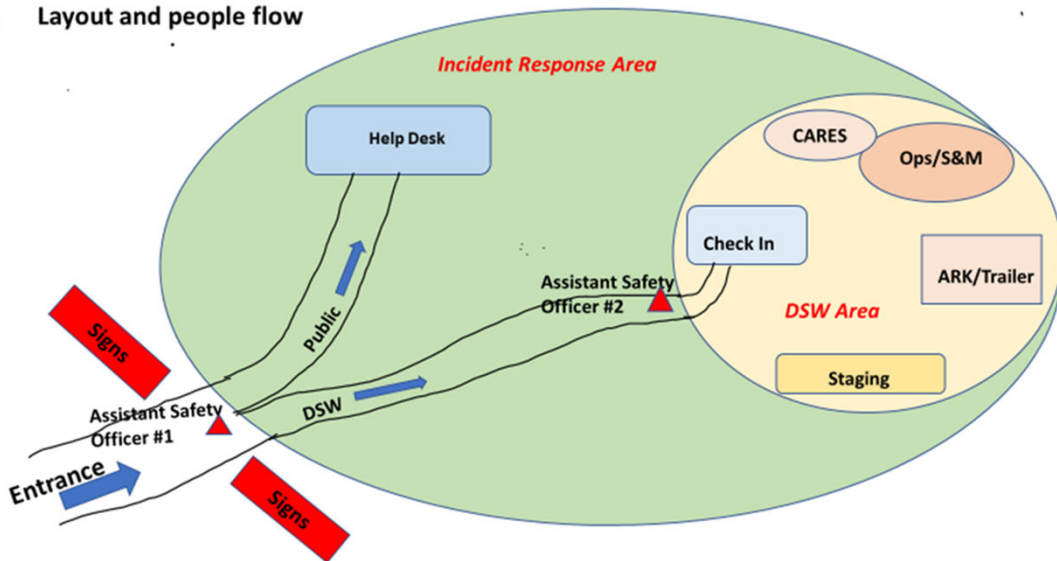 Layout and people flow
Incident Response Area
Help Desk
CARES
Ops/S&M
Check In
ARK/Trailer
DSW Area
Staging
Assistant Safety
Officer #2
Public
DSW
Signs
Assistant Safety
Officer #1
Entrance
Signs